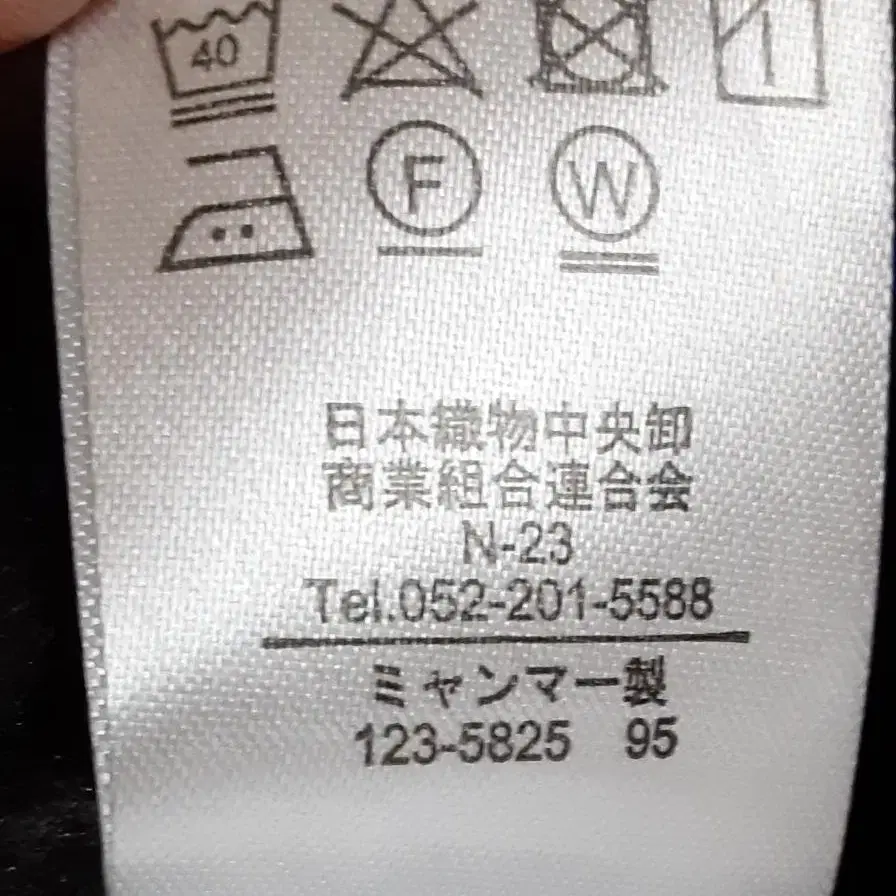 40
F W
日本織物中央卸
商業組合連合会
N-23
Tel.052-201-5588
ミャンマー製
123-5825 95